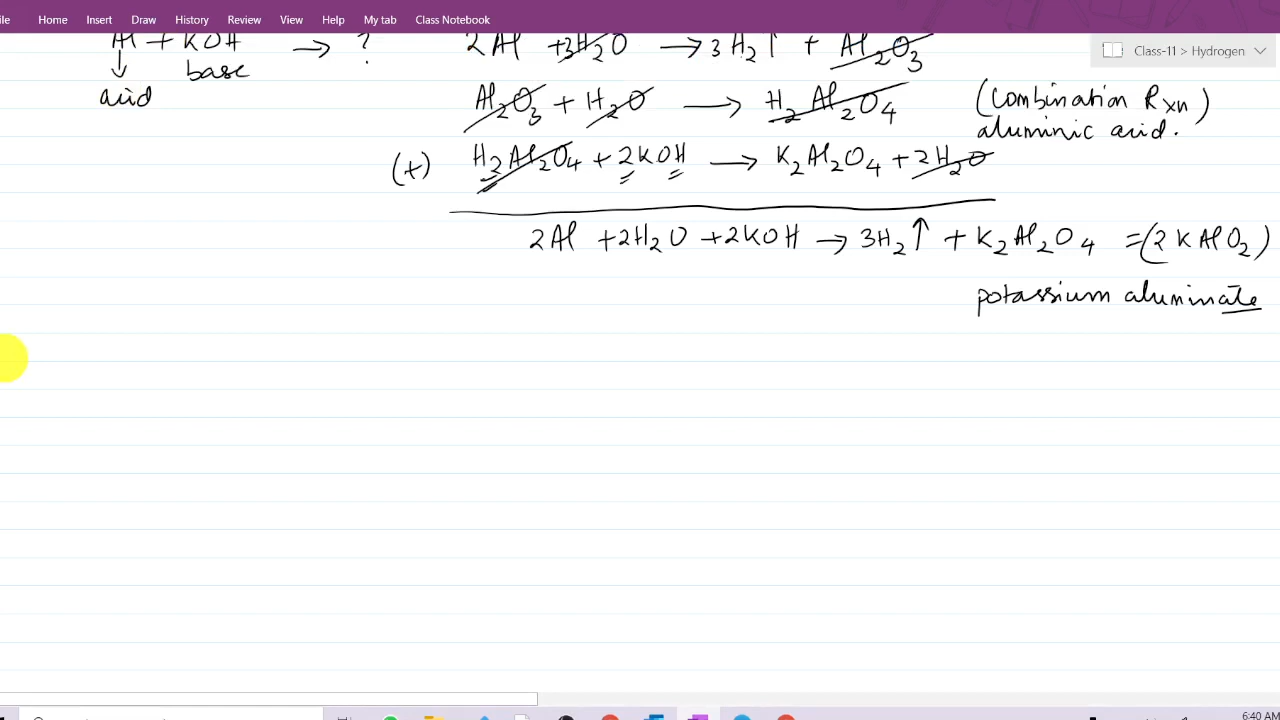 Home Insert Draw History Review View Help My tab Class Notebook
Class-11 > Hydrogen
Al + KOH → ? 2Al + 3H₂O → 3H₂↑ + Al₂O₃
base
acid
Al₂O₃ + H₂O → H₂Al₂O₄ (Combination Rxn)
aluminic acid.
(+) H₂Al₂O₄ + 2KOH → K₂Al₂O₄ + 2H₂O
2Al + 2H₂O + 2KOH → 3H₂↑ + K₂Al₂O₄ = (2KAlO₂)
potassium aluminate
6:40 AM